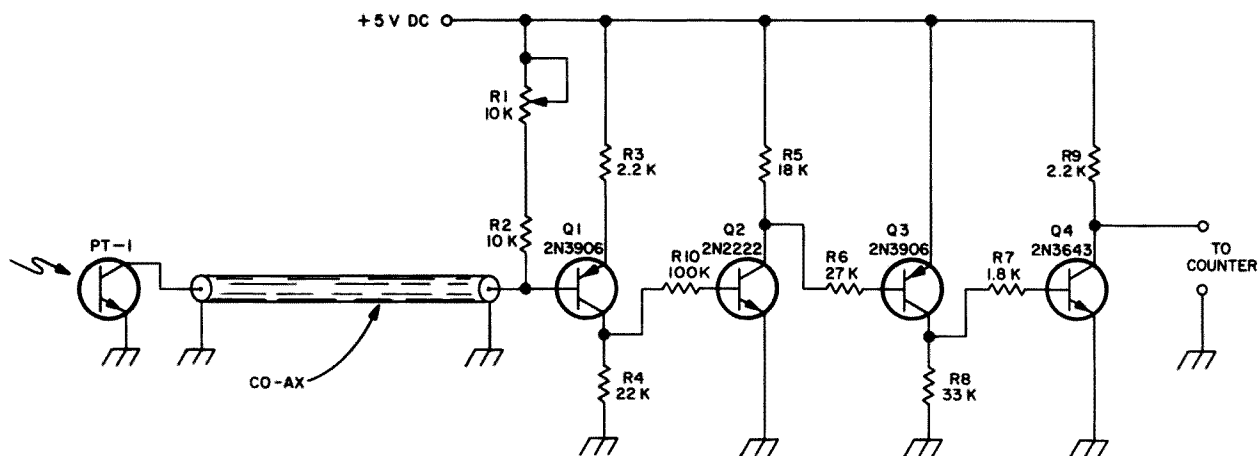 +5 V DC
R1
10K
R3
2.2 K
R5
18 K
R9
2.2 K
R2
10 K
PT-1
Q1
2N3906
R10
100K
Q2
2N2222
R6
27 K
Q3
2N3906
R7
1.8 K
Q4
2N3643
TO
COUNTER
CO-AX
R4
22 K
R8
33 K